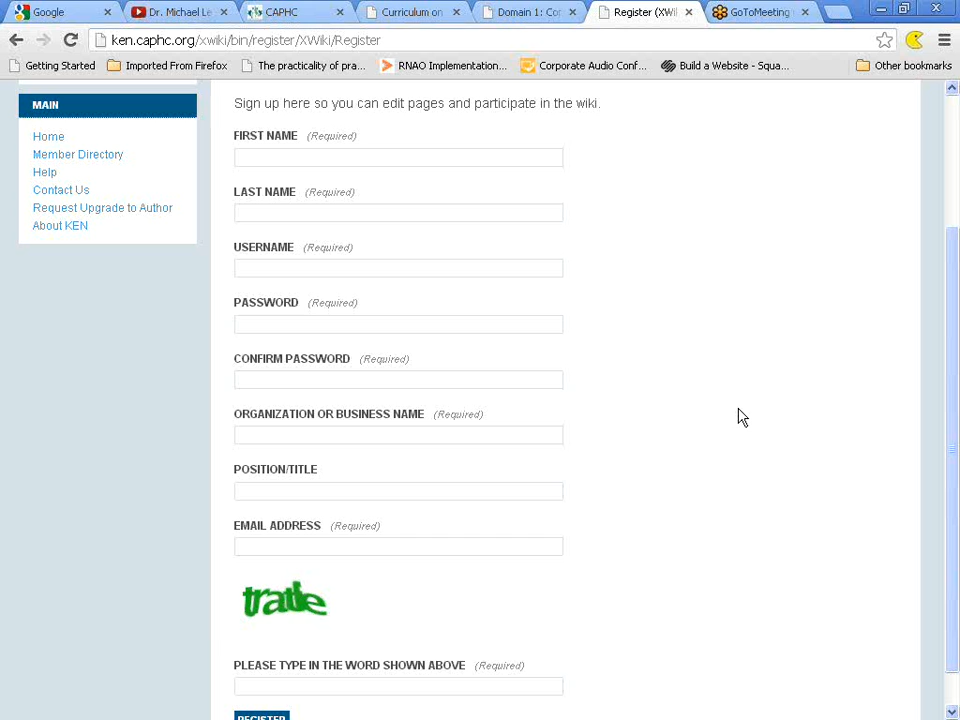 Google
Dr. Michael Le
CAPHC
Curriculum on
Domain 1: Co
Register (XWi
GoToMeeting
ken.caphc.org/xwiki/bin/register/XWiki/Register
Getting Started
Imported From Firefox
The practicality of pra...
RNAO Implementation...
Corporate Audio Conf...
Build a Website - Squa...
Other bookmarks
MAIN
Home
Member Directory
Help
Contact Us
Request Upgrade to Author
About KEN
Sign up here so you can edit pages and participate in the wiki.
FIRST NAME (Required)
LAST NAME (Required)
USERNAME (Required)
PASSWORD (Required)
CONFIRM PASSWORD (Required)
ORGANIZATION OR BUSINESS NAME (Required)
POSITION/TITLE
EMAIL ADDRESS (Required)
PLEASE TYPE IN THE WORD SHOWN ABOVE (Required)
REGISTER